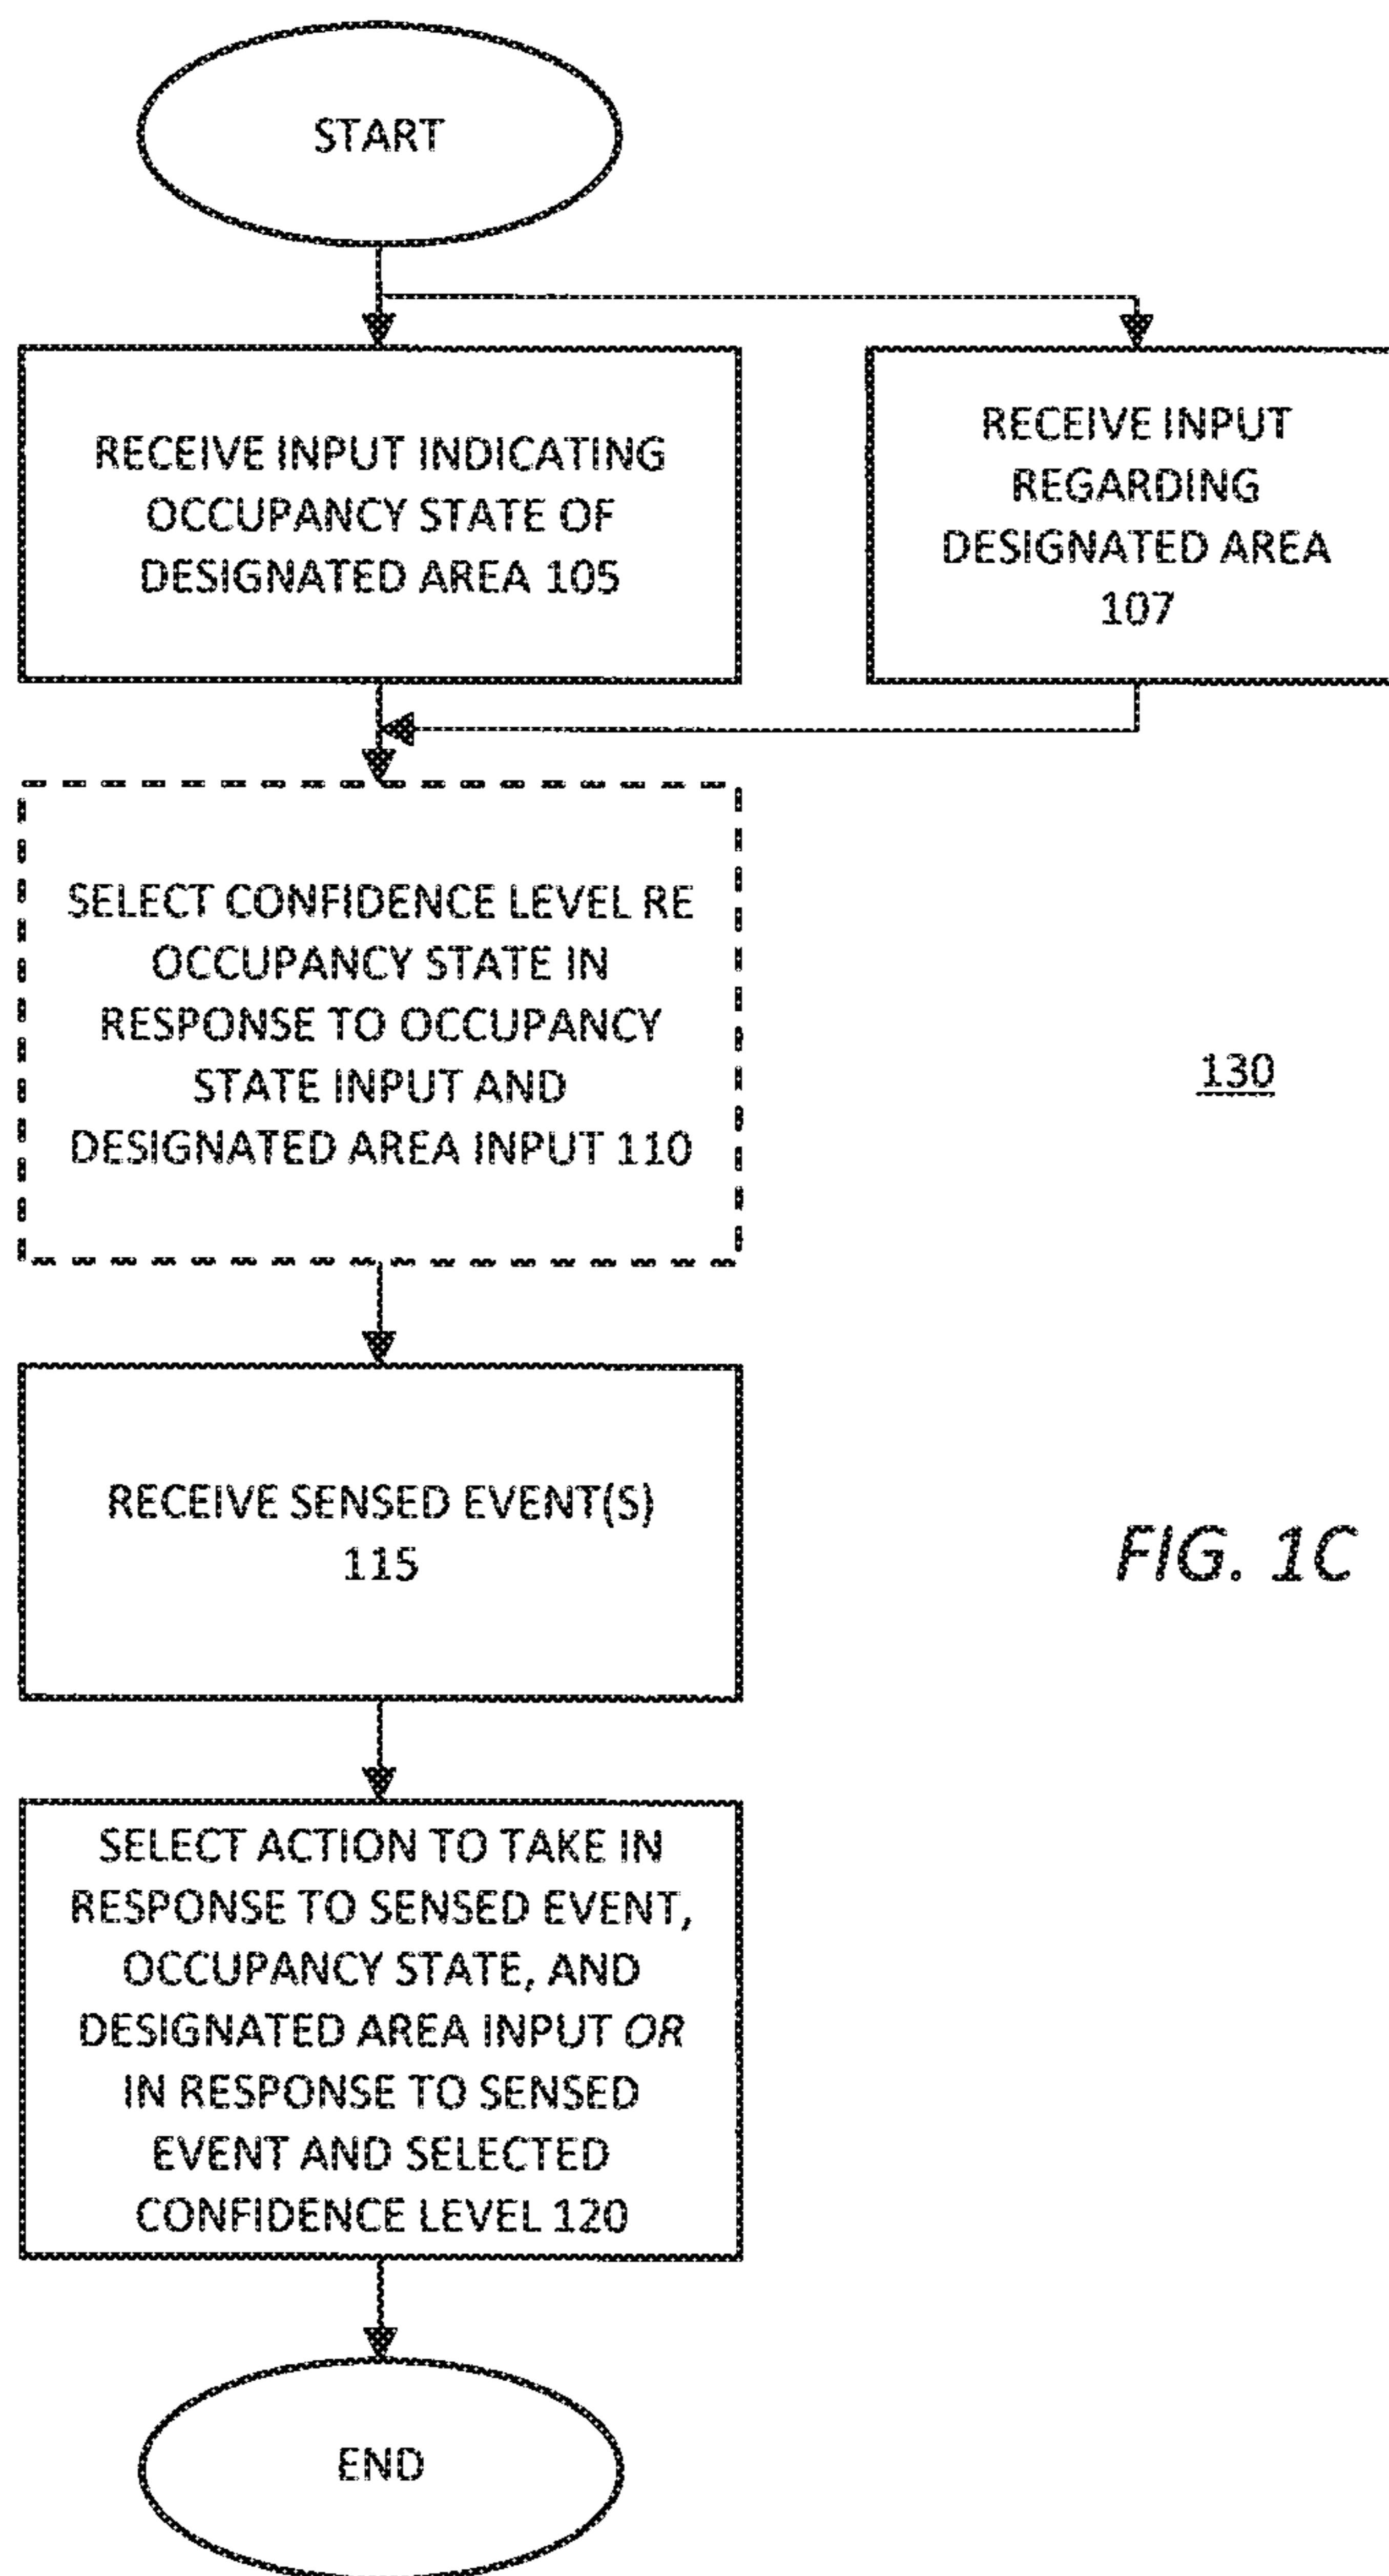 START
RECEIVE INPUT INDICATING
OCCUPANCY STATE OF
DESIGNATED AREA 105
RECEIVE INPUT
REGARDING
DESIGNATED AREA
107
SELECT CONFIDENCE LEVEL RE
OCCUPANCY STATE IN
RESPONSE TO OCCUPANCY
STATE INPUT AND
DESIGNATED AREA INPUT 110
130
RECEIVE SENSED EVENT(S)
115
FIG. 1C
SELECT ACTION TO TAKE IN
RESPONSE TO SENSED EVENT,
OCCUPANCY STATE, AND
DESIGNATED AREA INPUT OR
IN RESPONSE TO SENSED
EVENT AND SELECTED
CONFIDENCE LEVEL 120
END